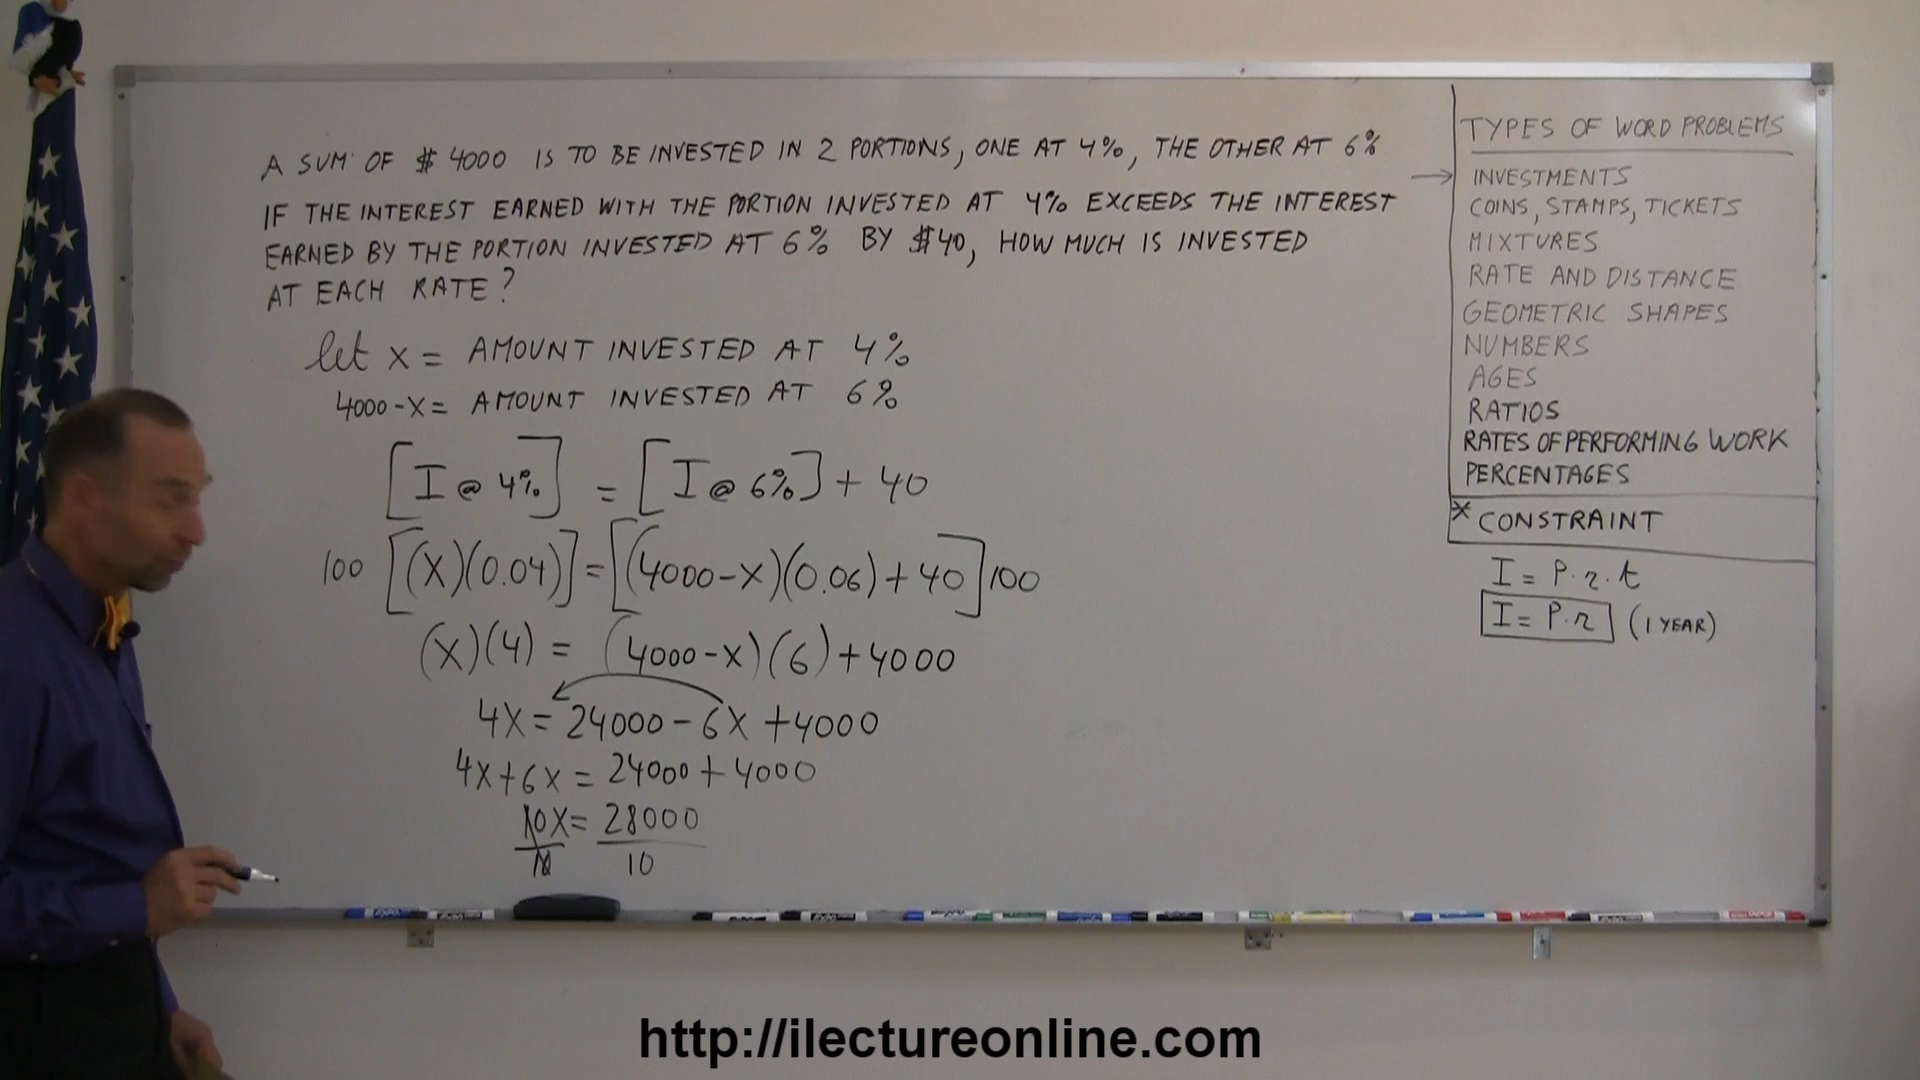 A SUM OF $ 4000 IS TO BE INVESTED IN 2 PORTIONS, ONE AT 4%, THE OTHER AT 6%
IF THE INTEREST EARNED WITH THE PORTION INVESTED AT 4% EXCEEDS THE INTEREST
EARNED BY THE PORTION INVESTED AT 6% BY $40, HOW MUCH IS INVESTED
AT EACH RATE?
let X = AMOUNT INVESTED AT 4%
4000-X = AMOUNT INVESTED AT 6%
[I @ 4%] = [I @ 6%] + 40
100 [(X)(0.04)] = [(4000-X)(0.06)+40]100
(X)(4) = (4000-X)(6)+4000
4X = 24000 - 6X + 4000
4X+6X = 24000+4000
10X = 28000
10 10
TYPES OF WORD PROBLEMS
→ INVESTMENTS
COINS, STAMPS, TICKETS
MIXTURES
RATE AND DISTANCE
GEOMETRIC SHAPES
NUMBERS
AGES
RATIOS
RATES OF PERFORMING WORK
PERCENTAGES
* CONSTRAINT
I = P.r.t
I = P.r (1 YEAR)
http://ilectureonline.com